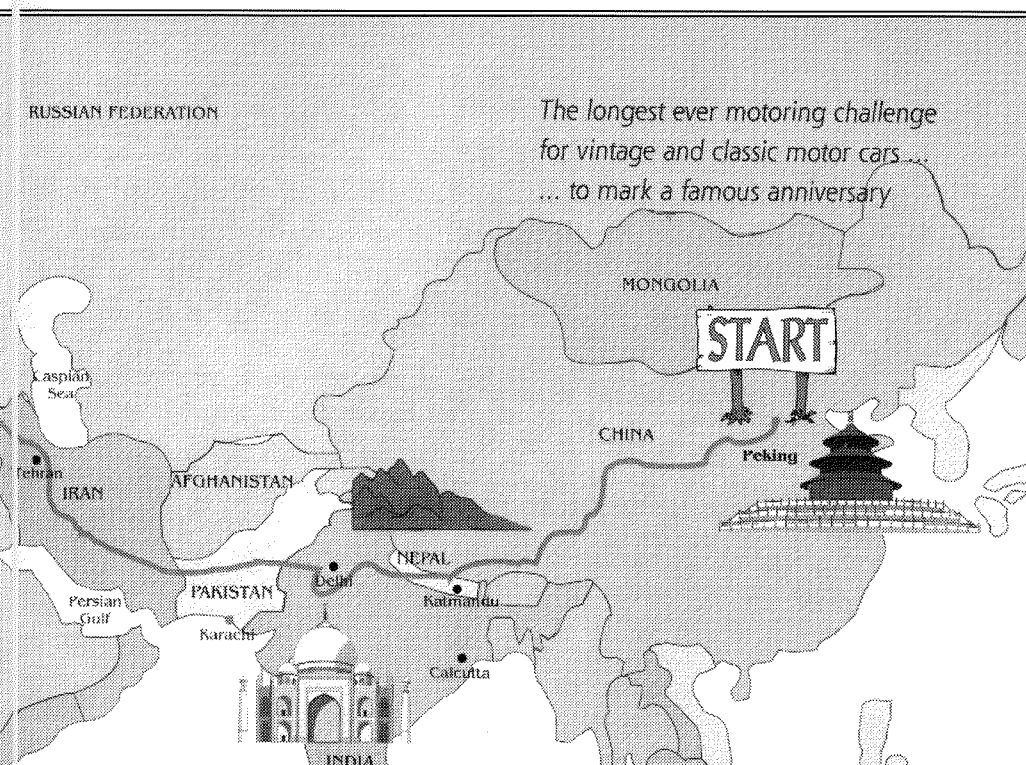 RUSSIAN FEDERATION
The longest ever motoring challenge
for vintage and classic motor cars ...
... to mark a famous anniversary
MONGOLIA
START
Caspian
Sea
CHINA
Peking
Tehran
IRAN
AFGHANISTAN
NEPAL
Delhi
PAKISTAN
Katmandu
Persian
Gulf
Karachi
Calcutta
INDIA